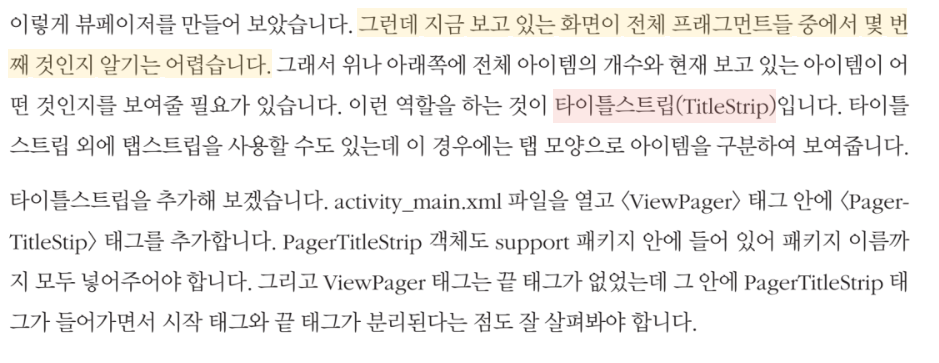 이렇게 뷰페이저를 만들어 보았습니다. 그런데 지금 보고 있는 화면이 전체 프래그먼트들 중에서 몇 번
째 것인지 알기는 어렵습니다. 그래서 위나 아래쪽에 전체 아이템의 개수와 현재 보고 있는 아이템이 어
떤 것인지를 보여줄 필요가 있습니다. 이런 역할을 하는 것이 타이틀스트립(TitleStrip)입니다. 타이틀
스트립 외에 탭스트립을 사용할 수도 있는데 이 경우에는 탭 모양으로 아이템을 구분하여 보여줍니다.
타이틀스트립을 추가해 보겠습니다. activity_main.xml 파일을 열고 〈ViewPager〉 태그 안에 〈Pager-
TitleStip〉 태그를 추가합니다. PagerTitleStrip 객체도 support 패키지 안에 들어 있어 패키지 이름까
지 모두 넣어주어야 합니다. 그리고 ViewPager 태그는 끝 태그가 없었는데 그 안에 PagerTitleStrip 태
그가 들어가면서 시작 태그와 끝 태그가 분리된다는 점도 잘 살펴봐야 합니다.